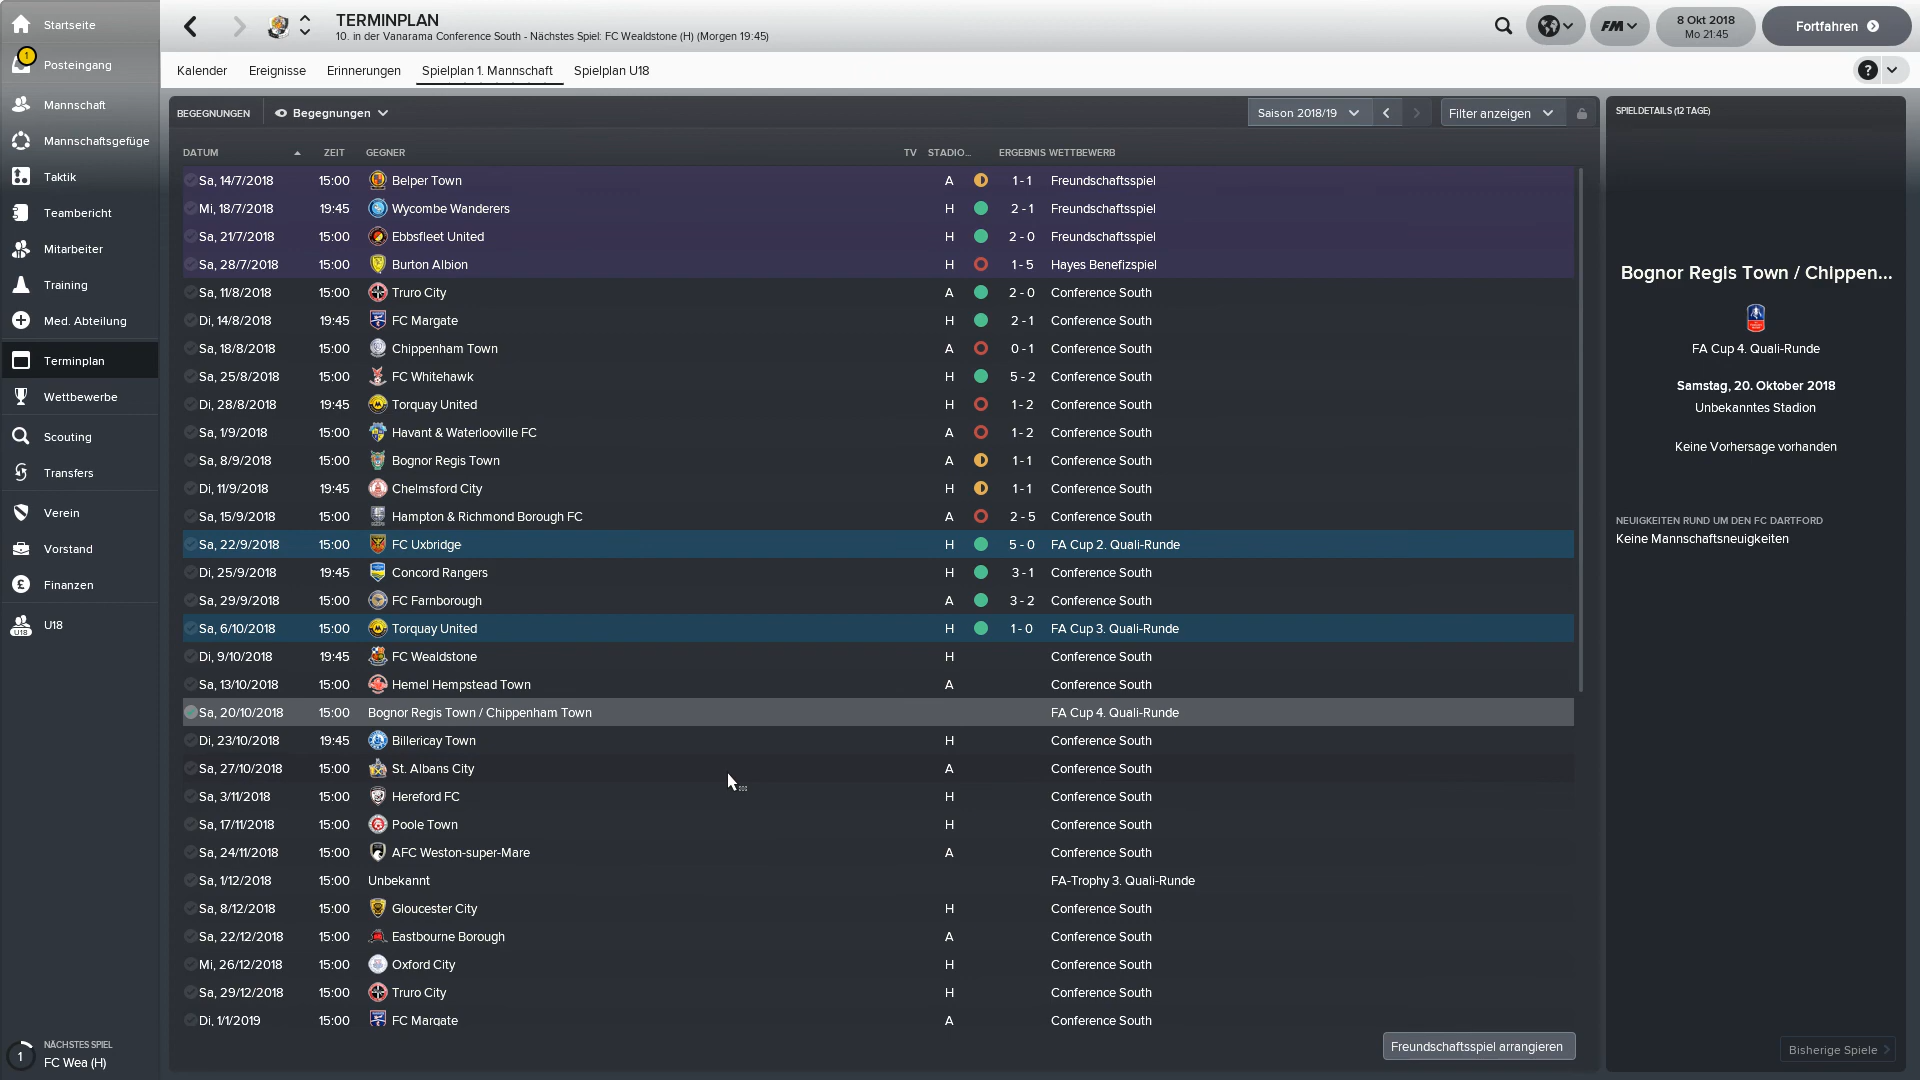 Startseite
1
Posteingang
Mannschaft
Mannschaftsgefüge
Taktik
Teambericht
Mitarbeiter
Training
Med. Abteilung
Terminplan
Wettbewerbe
Scouting
Transfers
Verein
Vorstand
Finanzen
U18 U18
1 NÄCHSTES SPIEL
FC Wea (H)
TERMINPLAN
10. in der Vanarama Conference South - Nächstes Spiel: FC Wealdstone (H) (Morgen 19:45)
FM
8 Okt 2018
Mo 21:45
Fortfahren
Kalender Ereignisse Erinnerungen Spielplan 1. Mannschaft Spielplan U18
?
BEGEGNUNGEN Begegnungen Saison 2018/19 Filter anzeigen
DATUM ZEIT GEGNER TV STADIO... ERGEBNIS WETTBEWERB
Sa, 14/7/2018 15:00 Belper Town A 1 - 1 Freundschaftsspiel
Mi, 18/7/2018 19:45 Wycombe Wanderers H 2 - 1 Freundschaftsspiel
Sa, 21/7/2018 15:00 Ebbsfleet United H 2 - 0 Freundschaftsspiel
Sa, 28/7/2018 15:00 Burton Albion H 1 - 5 Hayes Benefizspiel
Sa, 11/8/2018 15:00 Truro City A 2 - 0 Conference South
Di, 14/8/2018 19:45 FC Margate H 2 - 1 Conference South
Sa, 18/8/2018 15:00 Chippenham Town A 0 - 1 Conference South
Sa, 25/8/2018 15:00 FC Whitehawk H 5 - 2 Conference South
Di, 28/8/2018 19:45 Torquay United H 1 - 2 Conference South
Sa, 1/9/2018 15:00 Havant & Waterlooville FC A 1 - 2 Conference South
Sa, 8/9/2018 15:00 Bognor Regis Town A 1 - 1 Conference South
Di, 11/9/2018 19:45 Chelmsford City H 1 - 1 Conference South
Sa, 15/9/2018 15:00 Hampton & Richmond Borough FC A 2 - 5 Conference South
Sa, 22/9/2018 15:00 FC Uxbridge H 5 - 0 FA Cup 2. Quali-Runde
Di, 25/9/2018 19:45 Concord Rangers H 3 - 1 Conference South
Sa, 29/9/2018 15:00 FC Farnborough A 3 - 2 Conference South
Sa, 6/10/2018 15:00 Torquay United H 1 - 0 FA Cup 3. Quali-Runde
Di, 9/10/2018 19:45 FC Wealdstone H Conference South
Sa, 13/10/2018 15:00 Hemel Hempstead Town A Conference South
Sa, 20/10/2018 15:00 Bognor Regis Town / Chippenham Town FA Cup 4. Quali-Runde
Di, 23/10/2018 19:45 Billericay Town H Conference South
Sa, 27/10/2018 15:00 St. Albans City A Conference South
Sa, 3/11/2018 15:00 Hereford FC H Conference South
Sa, 17/11/2018 15:00 Poole Town H Conference South
Sa, 24/11/2018 15:00 AFC Weston-super-Mare A Conference South
Sa, 1/12/2018 15:00 Unbekannt FA-Trophy 3. Quali-Runde
Sa, 8/12/2018 15:00 Gloucester City H Conference South
Sa, 22/12/2018 15:00 Eastbourne Borough A Conference South
Mi, 26/12/2018 15:00 Oxford City H Conference South
Sa, 29/12/2018 15:00 Truro City H Conference South
Di, 1/1/2019 15:00 FC Margate A Conference South
Freundschaftsspiel arrangieren
SPIELDETAILS (12 TAGE)
Bognor Regis Town / Chippen...
FA Cup 4. Quali-Runde
Samstag, 20. Oktober 2018
Unbekanntes Stadion
Keine Vorhersage vorhanden
NEUIGKEITEN RUND UM DEN FC DARTFORD
Keine Mannschaftsneuigkeiten
Bisherige Spiele